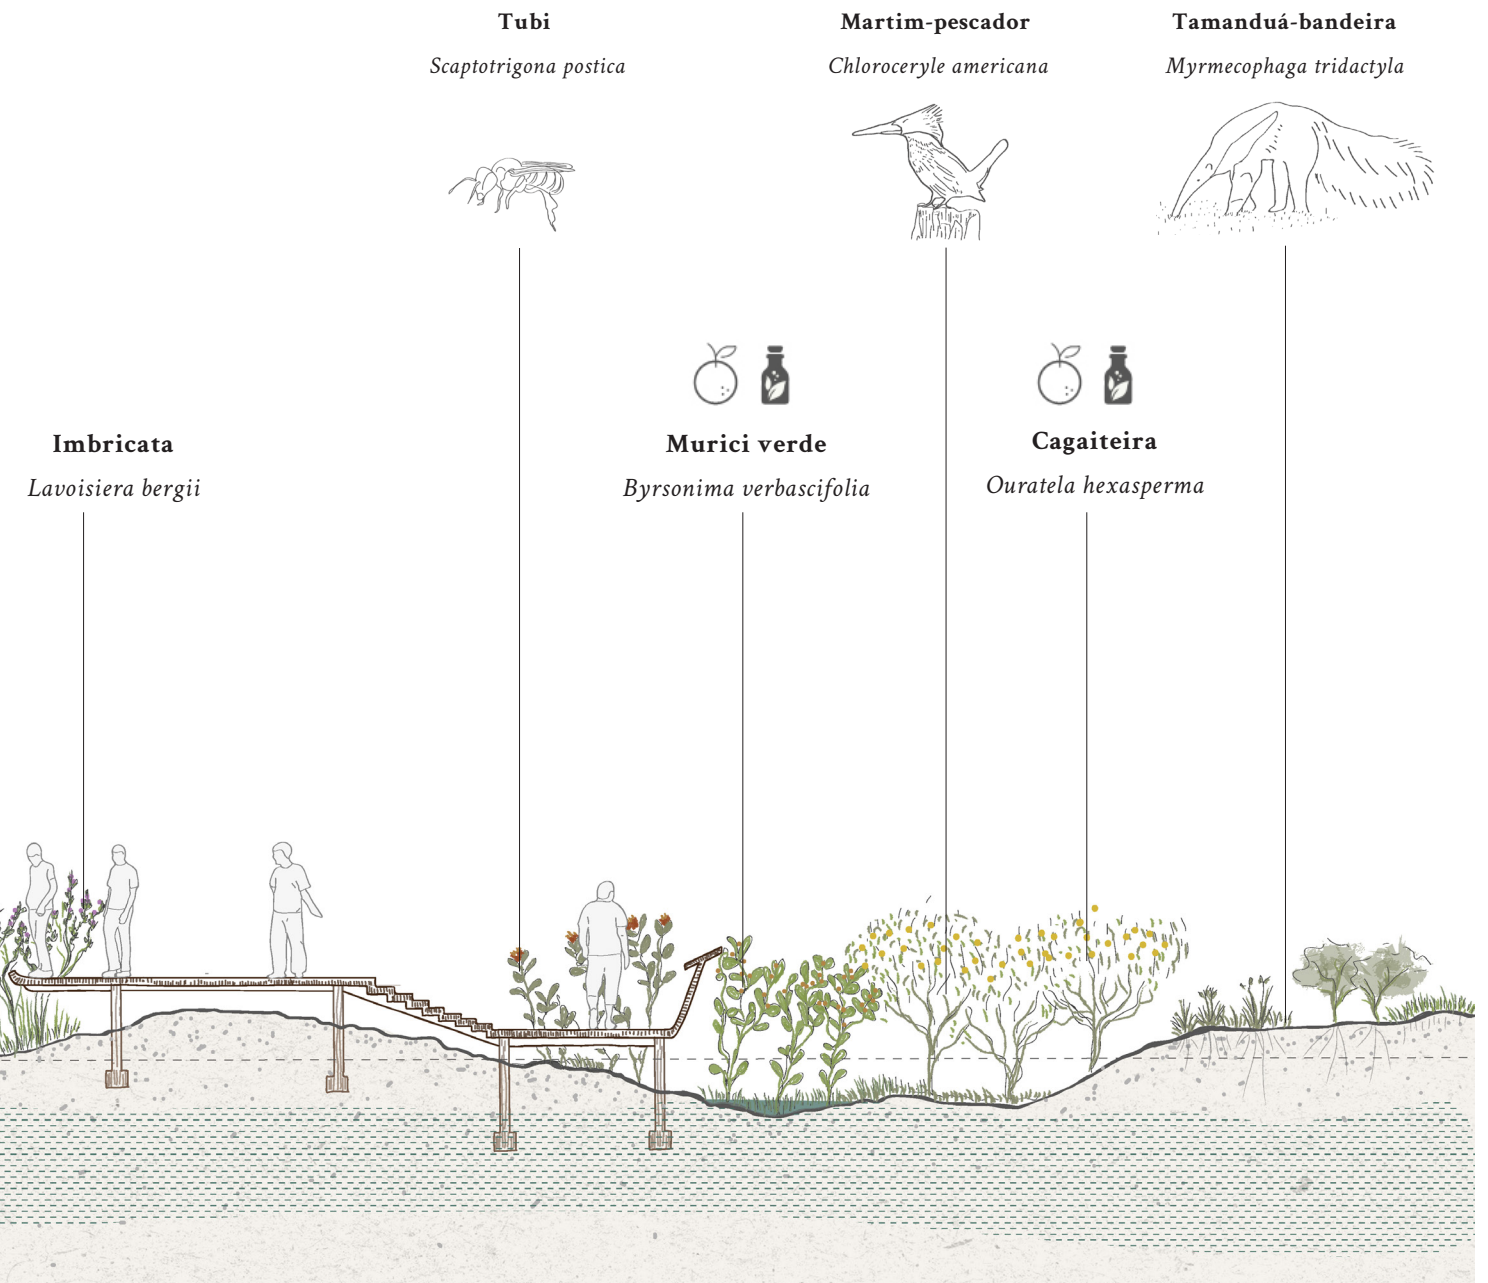 Tubi
Scaptotrigona postica
Martim-pescador
Chloroceryle americana
Tamanduá-bandeira
Myrmecophaga tridactyla
Imbricata
Lavoisiera bergii
Murici verde
Byrsonima verbascifolia
Cagaiteira
Ouratela hexasperma